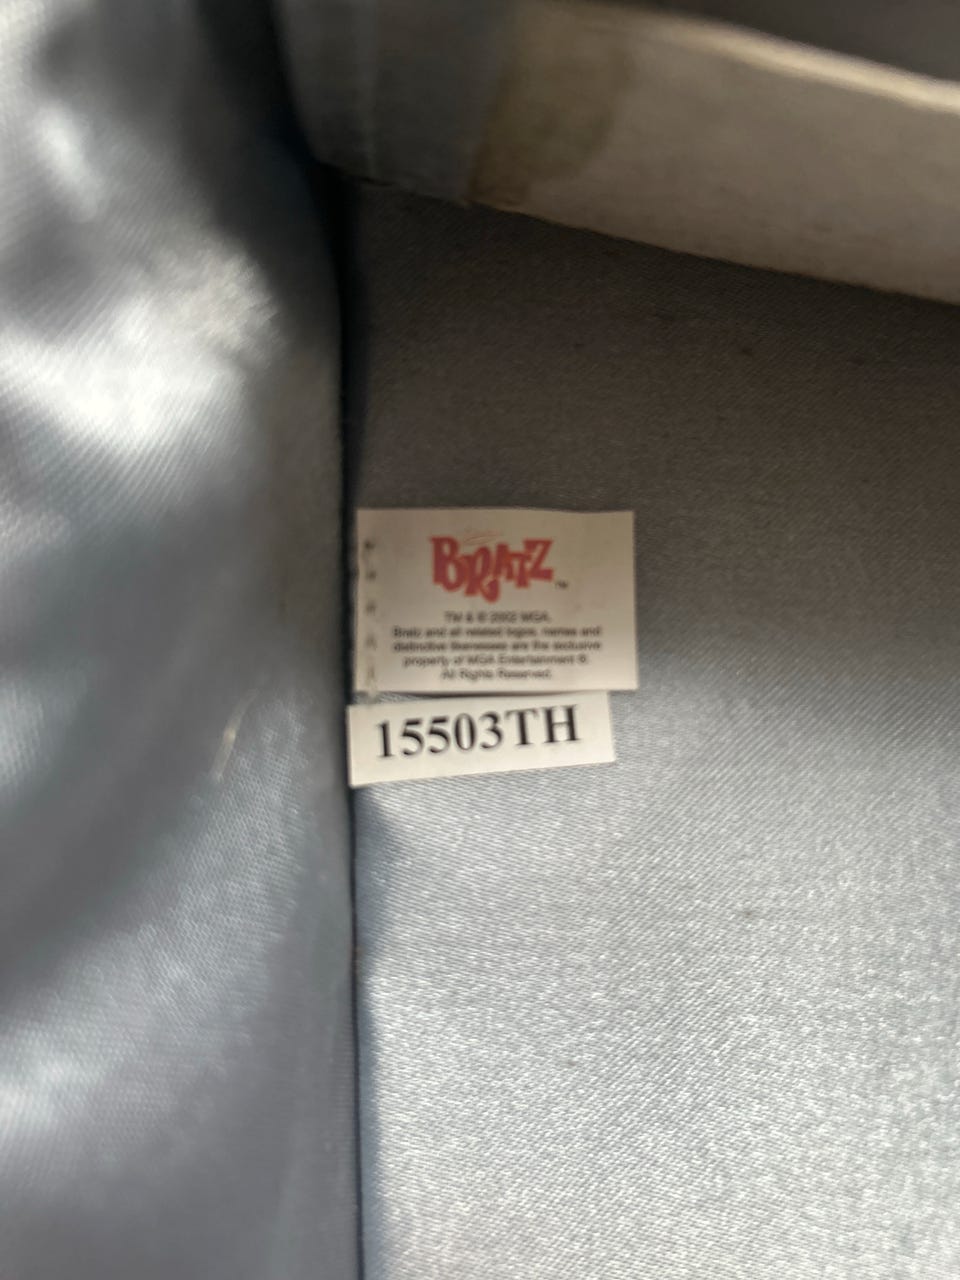 BRATZ™
TM & © 2002 MGA.
Bratz and all related logos, names and
distinctive likenesses are the exclusive
property of MGA Entertainment ®.
All Rights Reserved.
15503TH